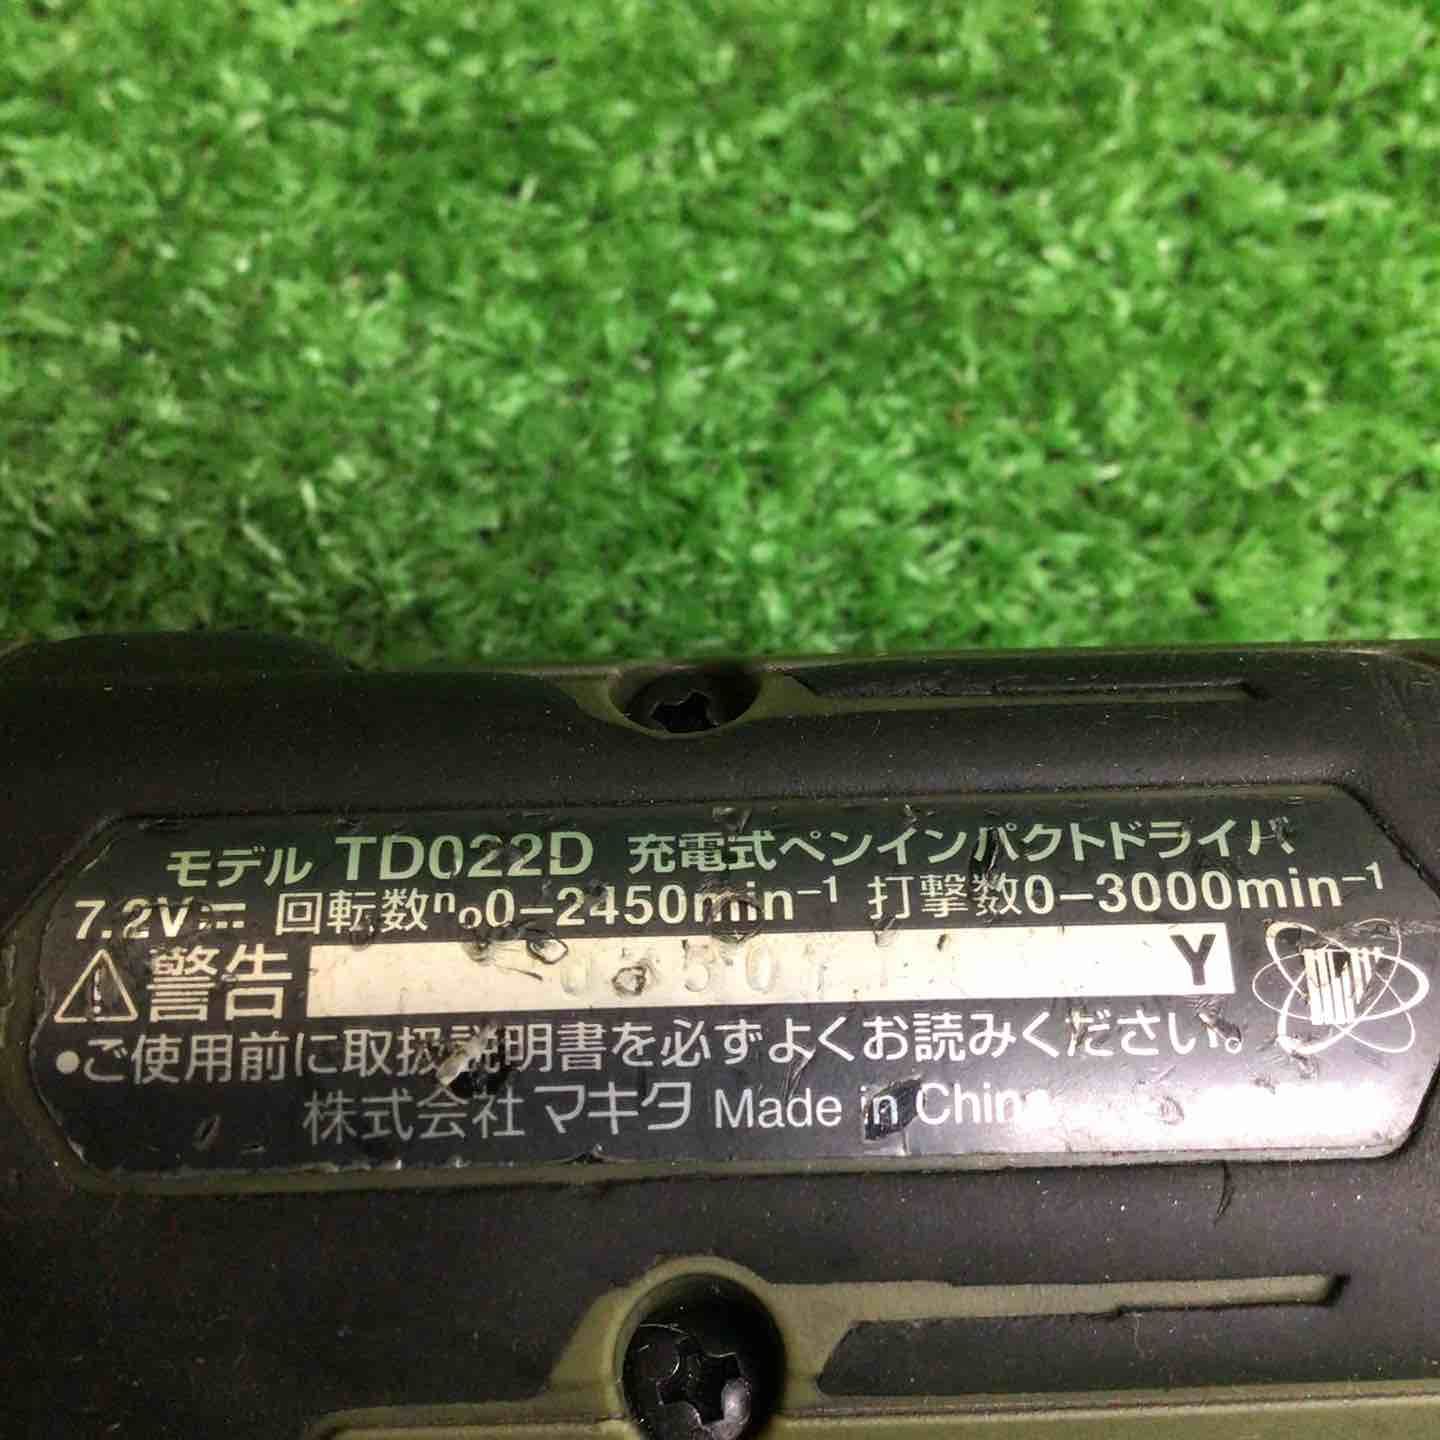 モデル TD022D 充電式ペンインパクトドライバ
7.2V⎓ 回転数n₀0−2450min⁻¹ 打撃数0−3000min⁻¹
⚠警告 Y
●ご使用前に取扱説明書を必ずよくお読みください。
株式会社マキタ Made in China